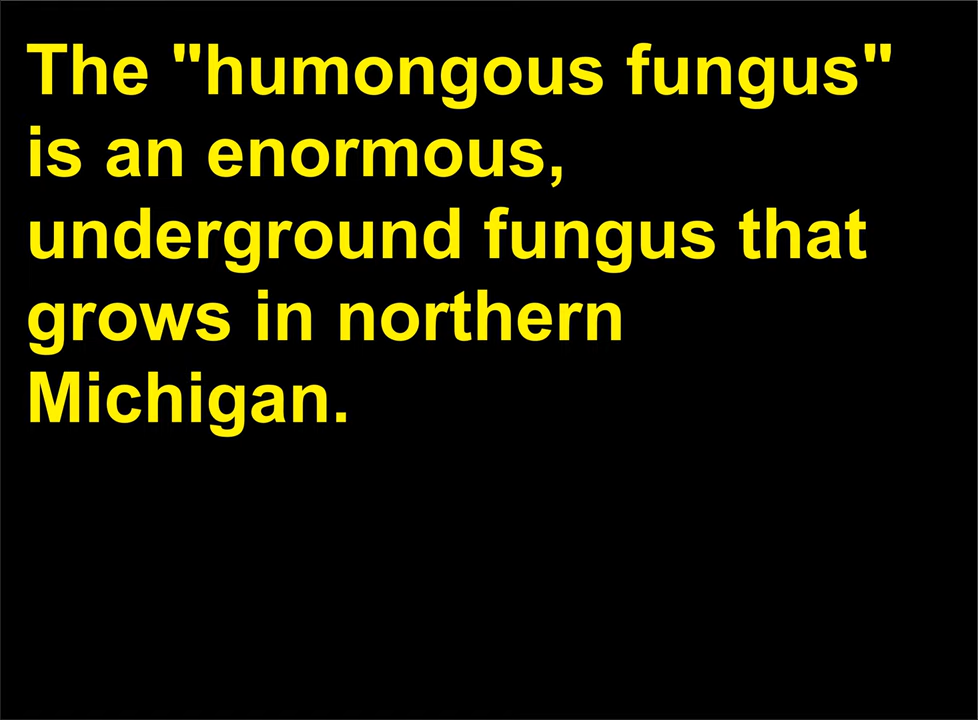 The "humongous fungus"
is an enormous,
underground fungus that
grows in northern
Michigan.